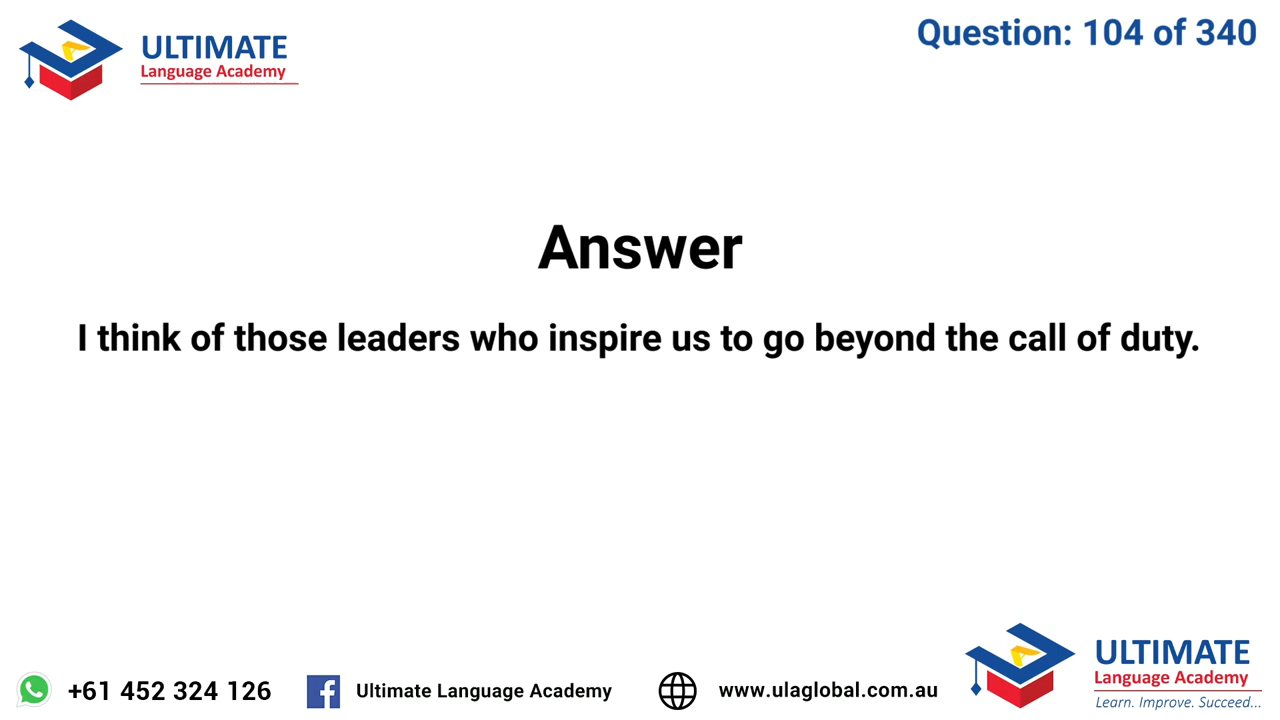 ULTIMATE
Language Academy
Question: 104 of 340
Answer
I think of those leaders who inspire us to go beyond the call of duty.
+61 452 324 126
Ultimate Language Academy
www.ulaglobal.com.au
ULTIMATE
Language Academy
Learn. Improve. Succeed...